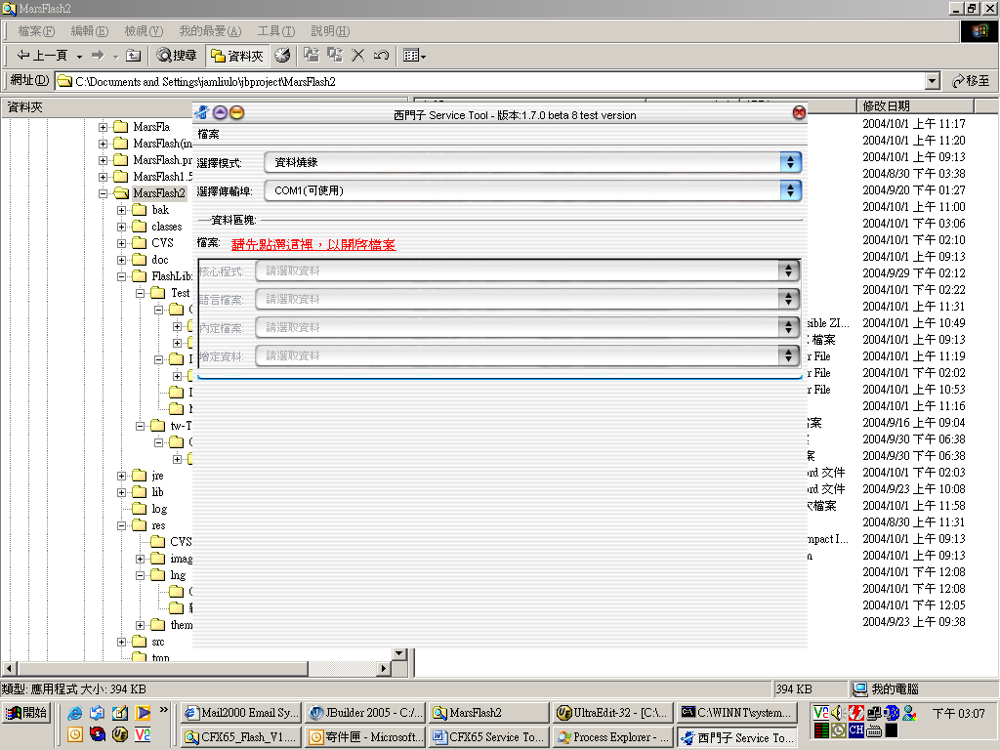 MarsFlash2
檔案(F) 編輯(E) 檢視(V) 我的最愛(A) 工具(T) 說明(H)
上一頁 搜尋 資料夾
網址(D) C:\Documents and Settings\jamliulo\jbproject\MarsFlash2 移至
資料夾
修改日期
西門子 Service Tool - 版本:1.7.0 beta 8 test version
檔案
選擇模式: 資料燒錄
選擇傳輸埠: COM1(可使用)
資料區塊:
檔案: 請先點選這裡，以開啟檔案
核心程式: 請選取資料
語言檔案: 請選取資料
內定檔案: 請選取資料
增定資料: 請選取資料
MarsFla
MarsFlash(in
MarsFlash.pr
MarsFlash1.5
MarsFlash2
bak
classes
CVS
doc
FlashLib
Test
tw-T
jre
lib
log
res
CVS
imag
lng
them
src
tmp
2004/10/1 上午 11:17
2004/10/1 上午 11:20
2004/10/1 上午 09:13
2004/8/30 下午 03:38
2004/9/20 下午 01:27
2004/10/1 上午 11:00
2004/10/1 下午 03:06
2004/10/1 下午 02:10
2004/10/1 上午 09:13
2004/9/29 下午 02:12
2004/10/1 下午 02:22
2004/10/1 上午 11:31
sible ZI... 2004/10/1 上午 10:49
檔案 2004/10/1 上午 09:13
r File 2004/10/1 上午 11:19
r File 2004/10/1 下午 02:02
r File 2004/10/1 上午 10:53
2004/10/1 上午 11:16
檔案 2004/9/16 上午 09:04
2004/9/30 下午 06:38
案 2004/9/30 下午 06:38
ord 文件 2004/10/1 下午 02:03
ord 文件 2004/9/23 上午 10:08
次檔案 2004/10/1 上午 11:58
2004/8/30 上午 11:31
mpact I... 2004/10/1 上午 09:13
m 2004/10/1 上午 09:13
2004/10/1 下午 12:08
2004/10/1 下午 12:08
2004/10/1 下午 12:05
2004/9/23 上午 09:38
類型: 應用程式 大小: 394 KB 394 KB 我的電腦
開始 Mail2000 Email Sy... JBuilder 2005 - C:/... MarsFlash2 UltraEdit-32 - [C:\... C:\WINNT\system... 下午 03:07
CFX65_Flash_V1.... 寄件匣 - Microsoft... CFX65 Service To... Process Explorer - ... 西門子 Service To... CH